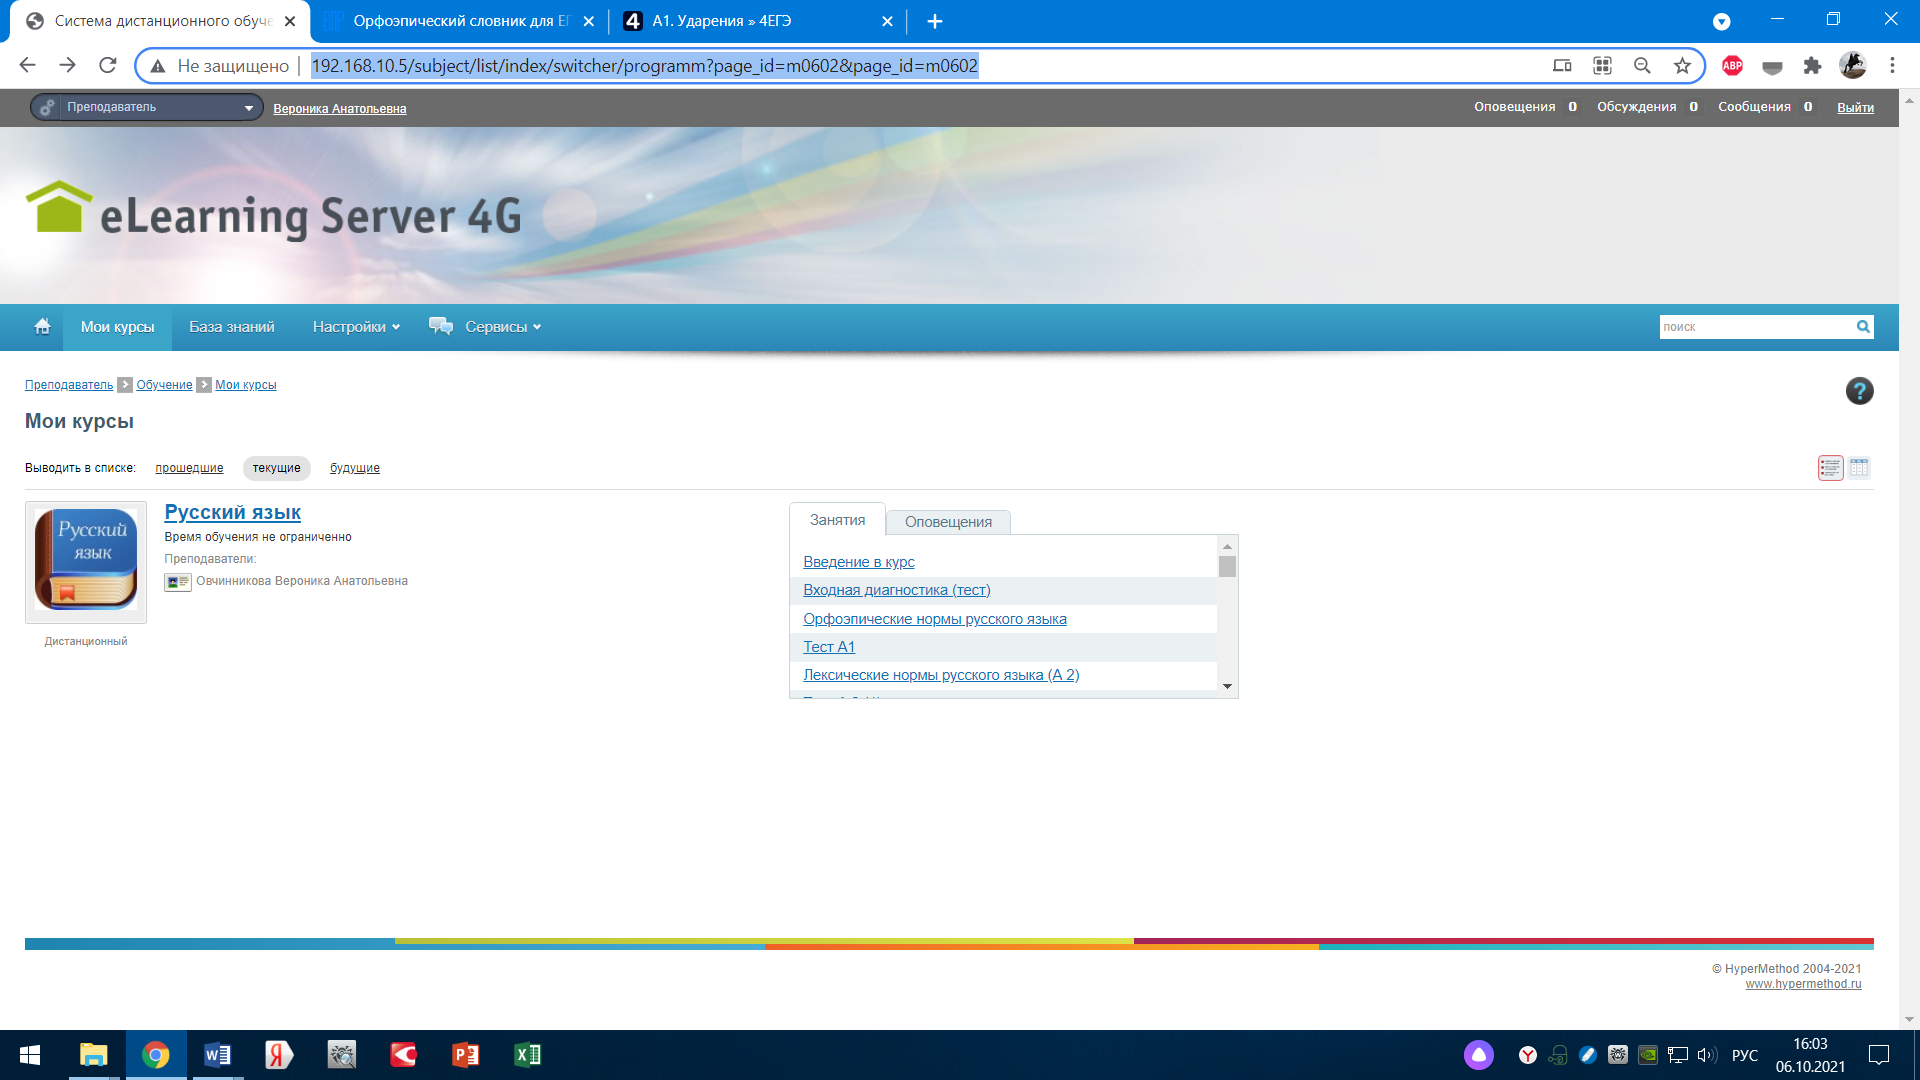 Система дистанционного обуче
Орфоэпический словник для ЕГ
4 А1. Ударения » 4ЕГЭ
Не защищено
192.168.10.5/subject/list/index/switcher/programm?page_id=m0602&page_id=m0602
ABP
Преподаватель
Вероника Анатольевна
Оповещения 0 Обсуждения 0 Сообщения 0 Выйти
eLearning Server 4G
Мои курсы База знаний Настройки Сервисы
поиск
Преподаватель Обучение Мои курсы
?
Мои курсы
Выводить в списке: прошедшие текущие будущие
Русский
язык
Дистанционный
Русский язык
Время обучения не ограниченно
Преподаватели:
Овчинникова Вероника Анатольевна
Занятия Оповещения
Введение в курс
Входная диагностика (тест)
Орфоэпические нормы русского языка
Тест А1
Лексические нормы русского языка (А 2)
© HyperMethod 2004-2021
www.hypermethod.ru
РУС
16:03
06.10.2021